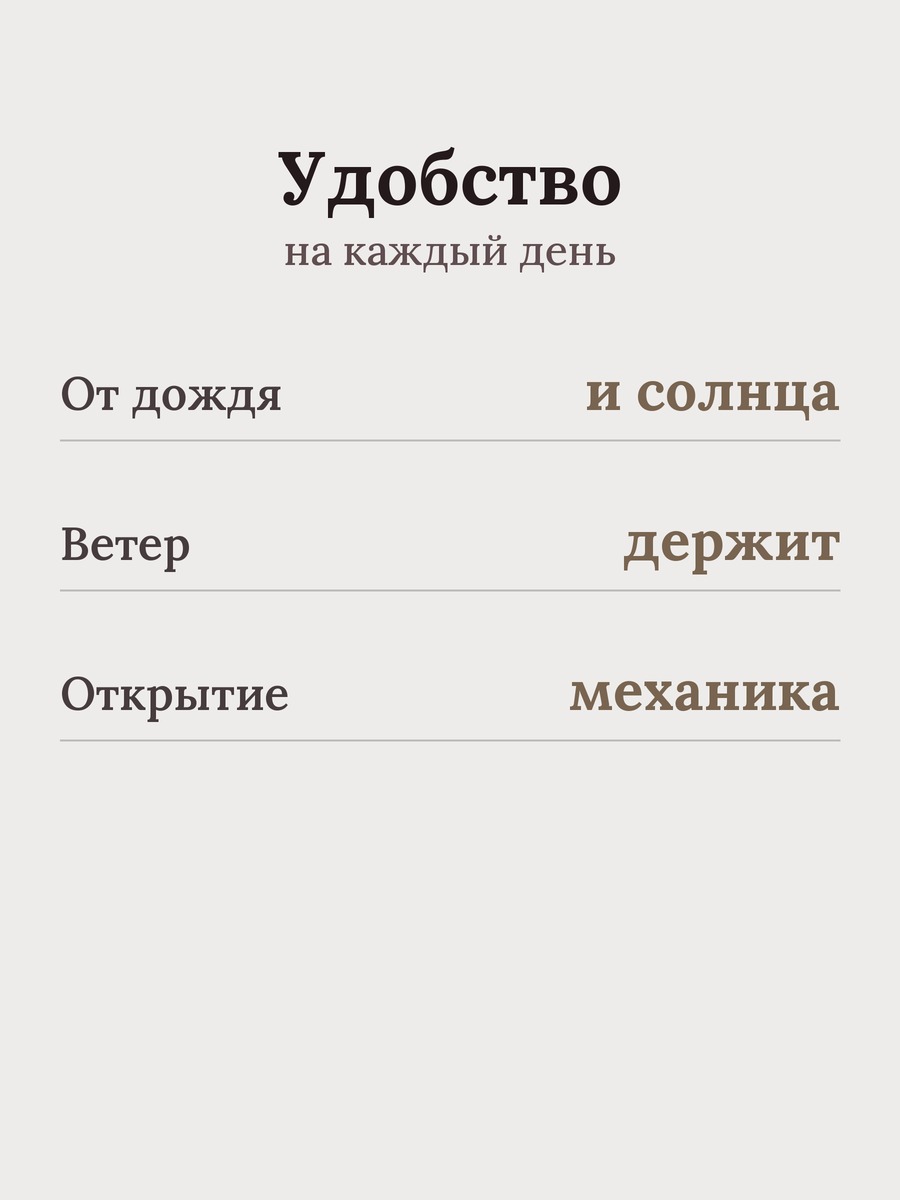 Удобство
на каждый день
От дождя и солнца
Ветер держит
Открытие механика